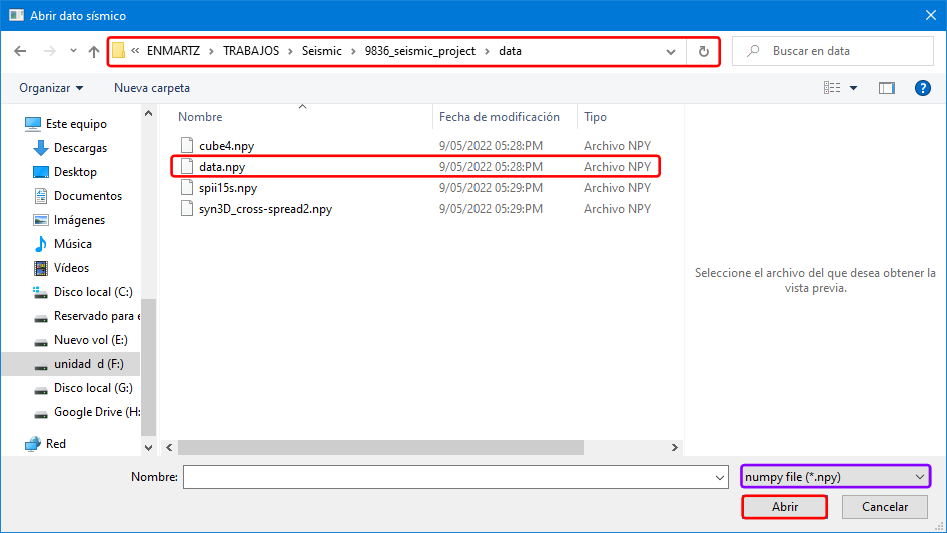 Abrir dato sísmico
« ENMARTZ > TRABAJOS > Seismic > 9836_seismic_project > data
Buscar en data
Organizar
Nueva carpeta
Este equipo
Descargas
Desktop
Documentos
Imágenes
Música
Vídeos
Disco local (C:)
Reservado para e
Nuevo vol (E:)
unidad d (F:)
Disco local (G:)
Google Drive (H:
Red
Nombre Fecha de modificación Tipo
cube4.npy 9/05/2022 05:28:PM Archivo NPY
data.npy 9/05/2022 05:28:PM Archivo NPY
spii15s.npy 9/05/2022 05:29:PM Archivo NPY
syn3D_cross-spread2.npy 9/05/2022 05:29:PM Archivo NPY
Seleccione el archivo del que desea obtener la
vista previa.
Nombre:
numpy file (*.npy)
Abrir
Cancelar